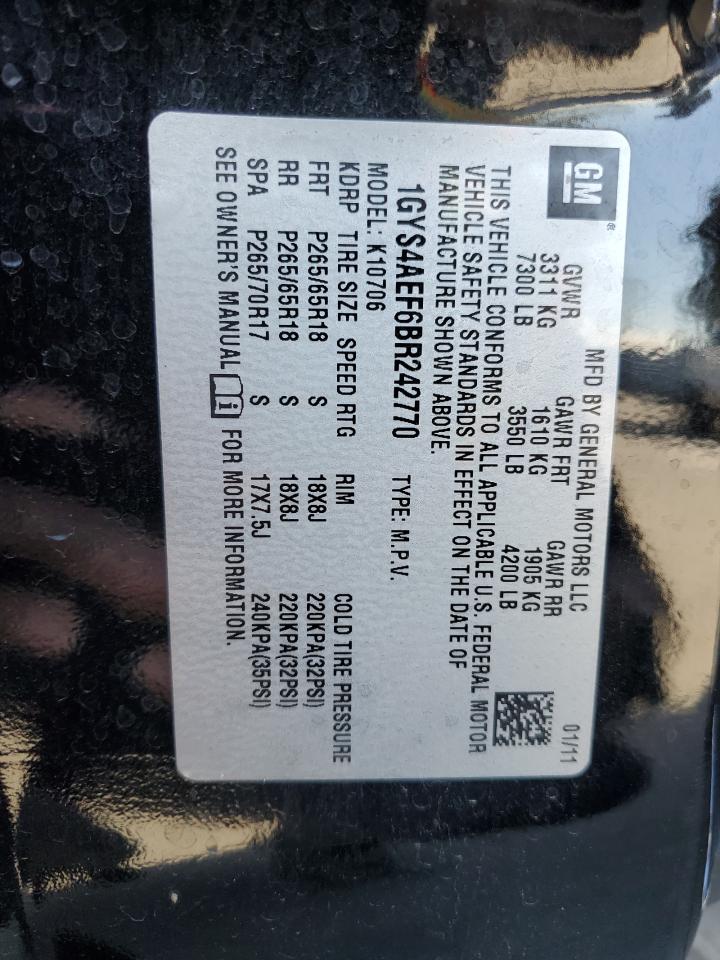 GM ®
MFD BY GENERAL MOTORS LLC 01/11
GVWR GAWR FRT GAWR RR
3311 KG 1610 KG 1905 KG
7300 LB 3550 LB 4200 LB
THIS VEHICLE CONFORMS TO ALL APPLICABLE U.S. FEDERAL MOTOR
VEHICLE SAFETY STANDARDS IN EFFECT ON THE DATE OF
MANUFACTURE SHOWN ABOVE.
1GYS4AEF6BR242770 TYPE: M.P.V.
MODEL: K10706
KDRP TIRE SIZE SPEED RTG RIM COLD TIRE PRESSURE
FRT P265/65R18 S 18X8J 220KPA(32PSI)
RR P265/65R18 S 18X8J 220KPA(32PSI)
SPA P265/70R17 S 17X7.5J 240KPA(35PSI)
SEE OWNER'S MANUAL i FOR MORE INFORMATION.